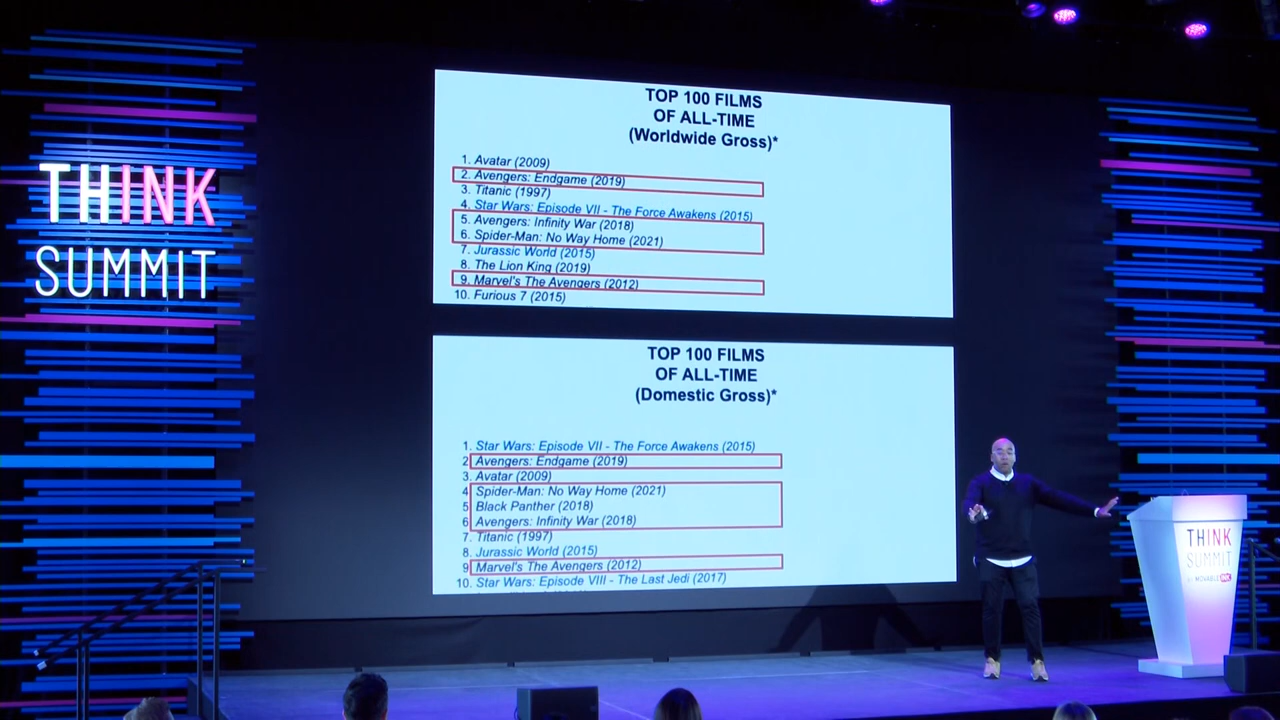 THINK
SUMMIT
TOP 100 FILMS
OF ALL-TIME
(Worldwide Gross)*
1. Avatar (2009)
2. Avengers: Endgame (2019)
3. Titanic (1997)
4. Star Wars: Episode VII - The Force Awakens (2015)
5. Avengers: Infinity War (2018)
6. Spider-Man: No Way Home (2021)
7. Jurassic World (2015)
8. The Lion King (2019)
9. Marvel's The Avengers (2012)
10. Furious 7 (2015)
TOP 100 FILMS
OF ALL-TIME
(Domestic Gross)*
1. Star Wars: Episode VII - The Force Awakens (2015)
2 Avengers: Endgame (2019)
3. Avatar (2009)
4 Spider-Man: No Way Home (2021)
5 Black Panther (2018)
6 Avengers: Infinity War (2018)
7. Titanic (1997)
8. Jurassic World (2015)
9 Marvel's The Avengers (2012)
10. Star Wars: Episode VIII - The Last Jedi (2017)
THINK
SUMMIT
BY MOVABLE INK